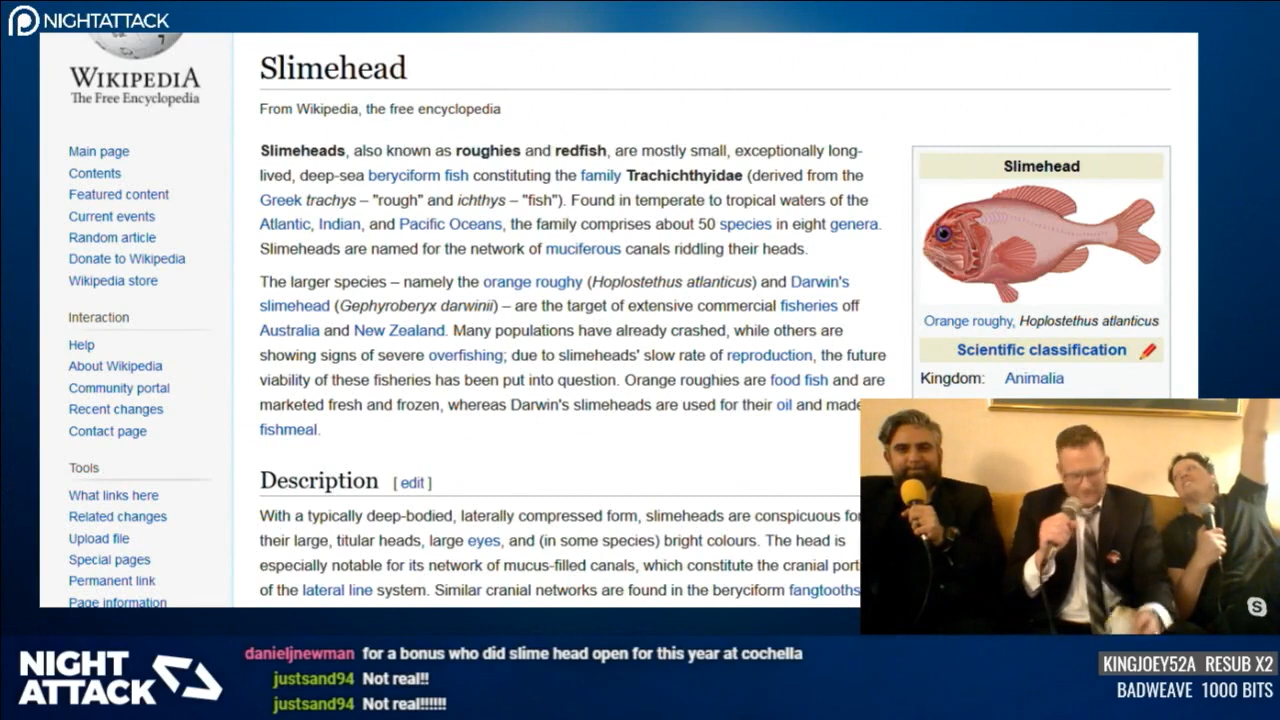 NIGHTATTACK
WIKIPEDIA
The Free Encyclopedia
Main page
Contents
Featured content
Current events
Random article
Donate to Wikipedia
Wikipedia store
Interaction
Help
About Wikipedia
Community portal
Recent changes
Contact page
Tools
What links here
Related changes
Upload file
Special pages
Permanent link
Page information
Slimehead
From Wikipedia, the free encyclopedia
Slimeheads, also known as roughies and redfish, are mostly small, exceptionally long-
lived, deep-sea beryciform fish constituting the family Trachichthyidae (derived from the
Greek trachys – "rough" and ichthys – "fish"). Found in temperate to tropical waters of the
Atlantic, Indian, and Pacific Oceans, the family comprises about 50 species in eight genera.
Slimeheads are named for the network of muciferous canals riddling their heads.
The larger species – namely the orange roughy (Hoplostethus atlanticus) and Darwin's
slimehead (Gephyroberyx darwinii) – are the target of extensive commercial fisheries off
Australia and New Zealand. Many populations have already crashed, while others are
showing signs of severe overfishing; due to slimeheads' slow rate of reproduction, the future
viability of these fisheries has been put into question. Orange roughies are food fish and are
marketed fresh and frozen, whereas Darwin's slimeheads are used for their oil and made
fishmeal.
Description [ edit ]
With a typically deep-bodied, laterally compressed form, slimeheads are conspicuous for
their large, titular heads, large eyes, and (in some species) bright colours. The head is
especially notable for its network of mucus-filled canals, which constitute the cranial port
of the lateral line system. Similar cranial networks are found in the beryciform fangtooths
Slimehead
Orange roughy, Hoplostethus atlanticus
Scientific classification
Kingdom: Animalia
NIGHT
ATTACK
danieljnewman for a bonus who did slime head open for this year at cochella
justsand94 Not real!!
justsand94 Not real!!!!!!
KINGJOEY52A RESUB X2
BADWEAVE 1000 BITS